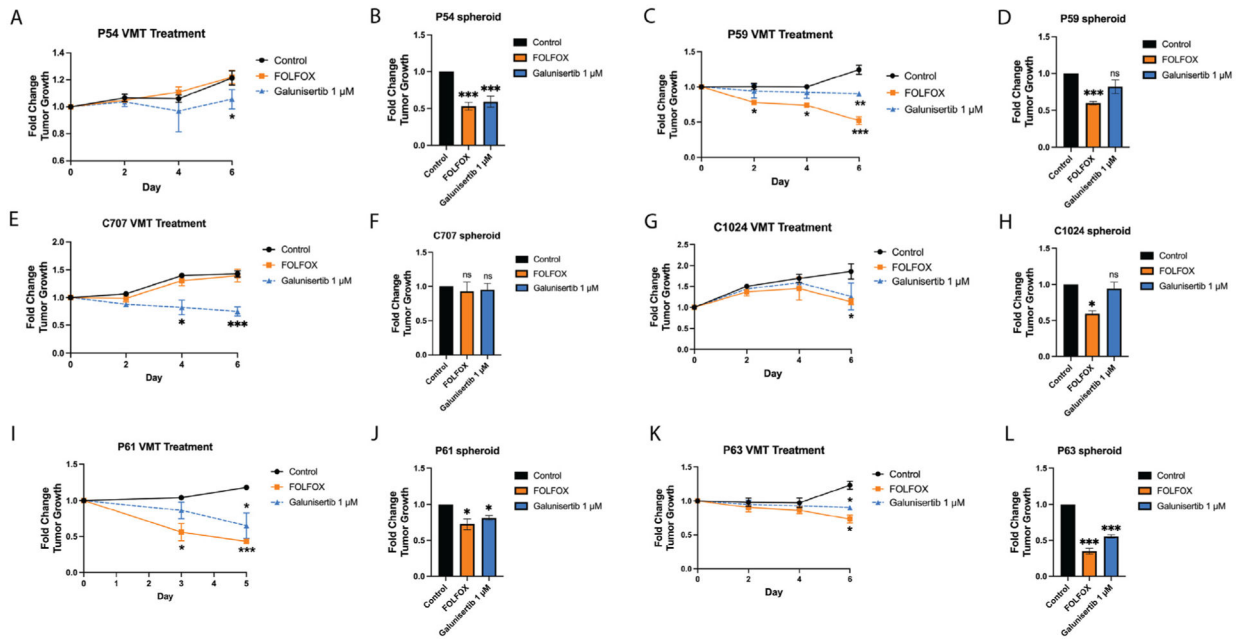 A
P54 VMT Treatment
Fold Change
Tumor Growth
1.4
1.2
1.0
0.8
0.6
0
2
4
6
Day
*
Control
FOLFOX
Galunisertib 1 µM
B
P54 spheroid
Fold Change
Tumor Growth
1.5
1.0
0.5
0.0
***
***
Control
FOLFOX
Galunisertib 1 µM
Control
FOLFOX
Galunisertib 1 µM
C
P59 VMT Treatment
Fold Change
Tumor Growth
1.5
1.0
0.5
0.0
0
2
4
6
Day
*
*
**
***
Control
FOLFOX
Galunisertib 1 µM
D
P59 spheroid
Fold Change
Tumor Growth
1.5
1.0
0.5
0.0
***
ns
Control
FOLFOX
Galunisertib 1 µM
Control
FOLFOX
Galunisertib 1 µM
E
C707 VMT Treatment
Fold Change
Tumor Growth
2.0
1.5
1.0
0.5
0.0
0
2
4
6
Day
*
***
Control
FOLFOX
Galunisertib 1 µM
F
C707 spheroid
Fold Change
Tumor Growth
1.5
1.0
0.5
0.0
ns
ns
Control
FOLFOX
Galunisertib 1 µM
Control
FOLFOX
Galunisertib 1 µM
G
C1024 VMT Treatment
Fold Change
Tumor Growth
2.5
2.0
1.5
1.0
0.5
0.0
0
2
4
6
Day
*
Control
FOLFOX
Galunisertib 1 µM
H
C1024 spheroid
Fold Change
Tumor Growth
1.5
1.0
0.5
0.0
*
ns
Control
FOLFOX
Galunisertib 1 µM
Control
FOLFOX
Galunisertib 1 µM
I
P61 VMT Treatment
Fold Change
Tumor Growth
1.5
1.0
0.5
0.0
0
1
2
3
4
5
Day
*
*
***
Control
FOLFOX
Galunisertib 1 µM
J
P61 spheroid
Fold Change
Tumor Growth
1.5
1.0
0.5
0.0
*
*
Control
FOLFOX
Galunisertib 1 µM
Control
FOLFOX
Galunisertib 1 µM
K
P63 VMT Treatment
Fold Change
Tumor Growth
1.5
1.0
0.5
0.0
0
2
4
6
Day
*
*
Control
FOLFOX
Galunisertib 1 µM
L
P63 spheroid
Fold Change
Tumor Growth
1.5
1.0
0.5
0.0
***
***
Control
FOLFOX
Galunisertib 1 µM
Control
FOLFOX
Galunisertib 1 µM